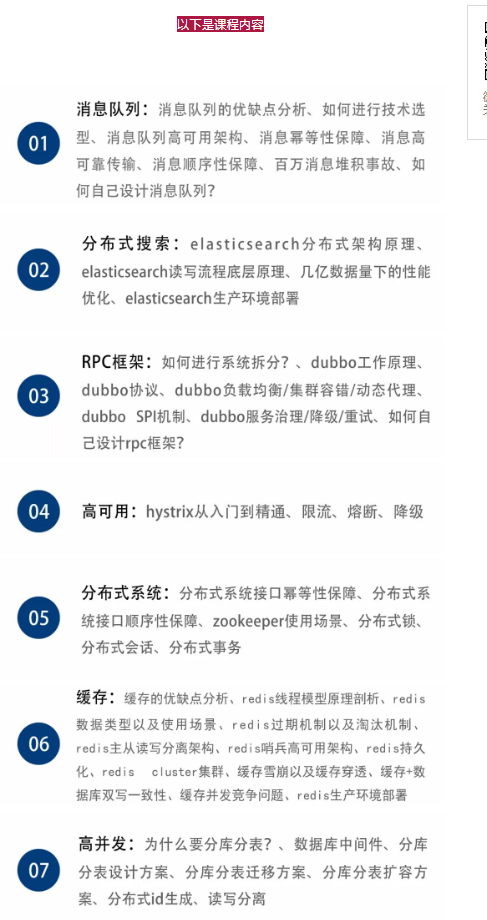 以下是课程内容
01
消息队列：消息队列的优缺点分析、如何进行技术选
型、消息队列高可用架构、消息幂等性保障、消息高
可靠传输、消息顺序性保障、百万消息堆积事故、如
何自己设计消息队列？
02
分布式搜索：elasticsearch分布式架构原理、
elasticsearch读写流程底层原理、几亿数据量下的性能
优化、elasticsearch生产环境部署
03
RPC框架：如何进行系统拆分？、dubbo工作原理、
dubbo协议、dubbo负载均衡/集群容错/动态代理、
dubbo SPI机制、dubbo服务治理/降级/重试、如何自
己设计rpc框架？
04
高可用：hystrix从入门到精通、限流、熔断、降级
05
分布式系统：分布式系统接口幂等性保障、分布式系
统接口顺序性保障、zookeeper使用场景、分布式锁、
分布式会话、分布式事务
06
缓存：缓存的优缺点分析、redis线程模型原理剖析、redis
数据类型以及使用场景、redis过期机制以及淘汰机制、
redis主从读写分离架构、redis哨兵高可用架构、redis持久
化、redis cluster集群、缓存雪崩以及缓存穿透、缓存+数
据库双写一致性、缓存并发竞争问题、redis生产环境部署
07
高并发：为什么要分库分表？、数据库中间件、分库
分表设计方案、分库分表迁移方案、分库分表扩容方
案、分布式id生成、读写分离